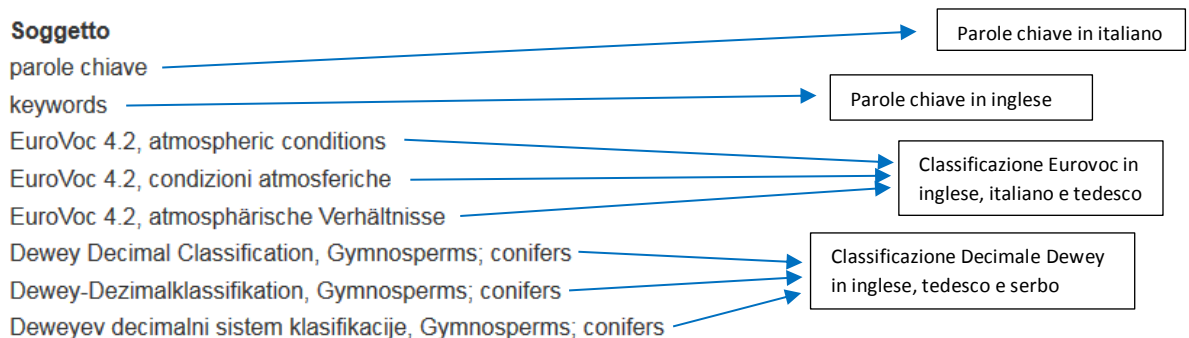 Soggetto
parole chiave
keywords
EuroVoc 4.2, atmospheric conditions
EuroVoc 4.2, condizioni atmosferiche
EuroVoc 4.2, atmosphärische Verhältnisse
Dewey Decimal Classification, Gymnosperms; conifers
Dewey-Dezimalklassifikation, Gymnosperms; conifers
Deweyev decimalni sistem klasifikacije, Gymnosperms; conifers
Parole chiave in italiano
Parole chiave in inglese
Classificazione Eurovoc in
inglese, italiano e tedesco
Classificazione Decimale Dewey
in inglese, tedesco e serbo